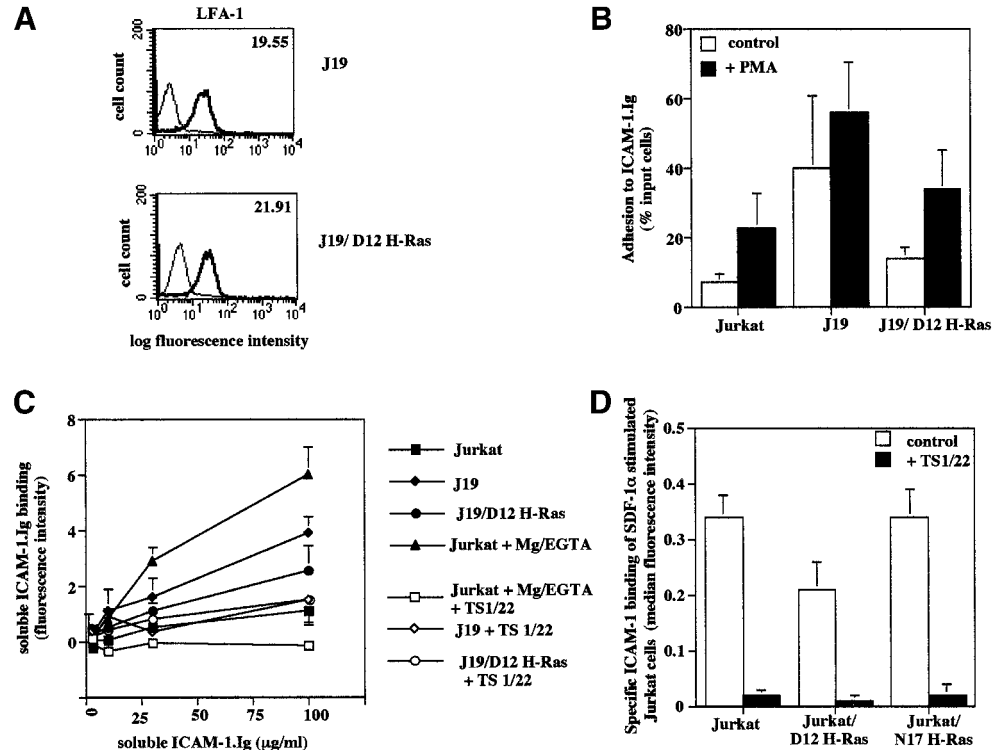 A
LFA-1
200
cell count
0
19.55
J19
10^0 10^1 10^2 10^3 10^4
200
cell count
0
21.91
J19/ D12 H-Ras
10^0 10^1 10^2 10^3 10^4
log fluorescence intensity
B
Adhesion to ICAM-1.Ig
(% input cells)
80
60
40
20
0
control
+ PMA
Jurkat J19 J19/ D12 H-Ras
C
soluble ICAM-1.Ig binding
(fluorescence intensity)
8
6
4
2
0
0 25 50 75 100
soluble ICAM-1.Ig (µg/ml)
Jurkat
J19
J19/D12 H-Ras
Jurkat + Mg/EGTA
Jurkat + Mg/EGTA
+ TS1/22
J19 + TS 1/22
J19/D12 H-Ras
+ TS 1/22
D
Specific ICAM-1 binding of SDF-1α stimulated
Jurkat cells (median fluorescence intensity)
0.5
0.4
0.3
0.2
0.1
0
control
+ TS1/22
Jurkat
Jurkat/
D12 H-Ras
Jurkat/
N17 H-Ras